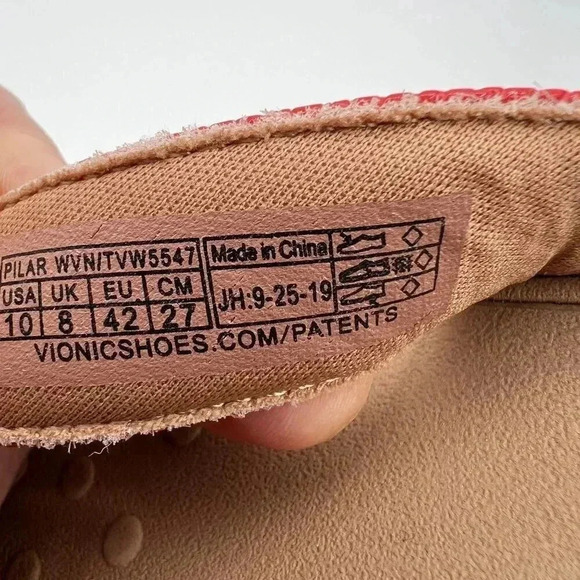 PILAR WVN/TVW5547
USA UK EU CM
10 8 42 27
Made in China
JH:9-25-19
VIONICSHOES.COM/PATENTS